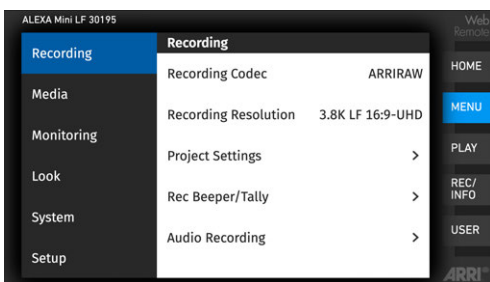 ALEXA Mini LF 30195
Web
Remote
Recording
Media
Monitoring
Look
System
Setup
Recording
Recording Codec ARRIRAW
Recording Resolution 3.8K LF 16:9-UHD
Project Settings >
Rec Beeper/Tally >
Audio Recording >
HOME
MENU
PLAY
REC/
INFO
USER
ARRI®